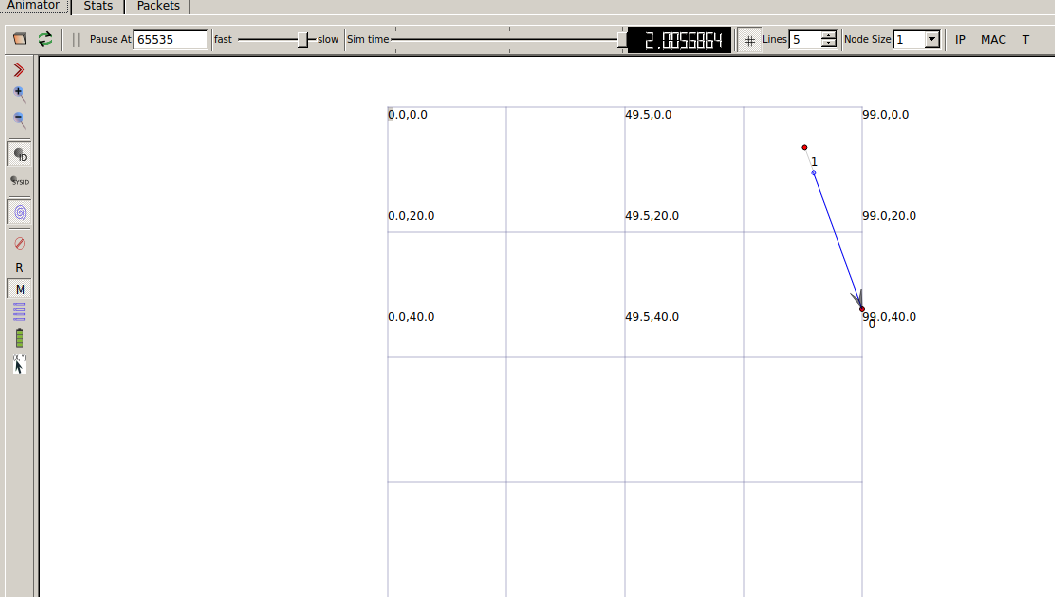 Animator Stats Packets
Pause At 65535 fast slow Sim time 2.0055864 Lines 5 Node Size 1 IP MAC T
ID
SYSID
R
M
0.0,0.0 49.5,0.0 99.0,0.0
1
0.0,20.0 49.5,20.0 99.0,20.0
0.0,40.0 49.5,40.0 99.0,40.0
0